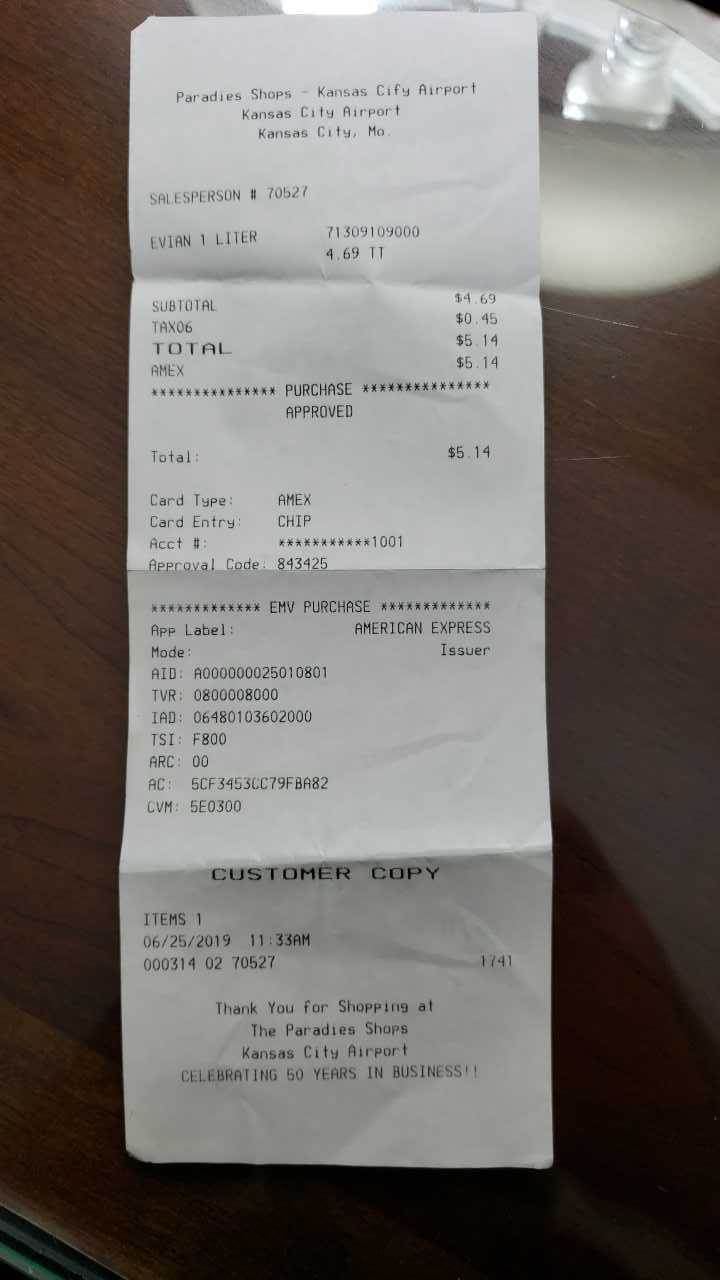 Paradies Shops - Kansas Cify Airport
Kansas City Airport
Kansas City, Mo.
SALESPERSON # 70527
EVIAN 1 LITER 71309109000
4.69 TT
SUBTOTAL $4.69
TAX06 $0.45
TOTAL $5.14
AMEX $5.14
*************** PURCHASE ***************
APPROVED
Total: $5.14
Card Type: AMEX
Card Entry: CHIP
Acct #: ***********1001
Approval Code: 843425
************* EMV PURCHASE *************
App Label: AMERICAN EXPRESS
Mode: Issuer
AID: A000000025010801
TVR: 0800008000
IAD: 06480103602000
TSI: F800
ARC: 00
AC: 5CF3453CC79FBA82
CVM: 5E0300
CUSTOMER COPY
ITEMS 1
06/25/2019 11:33AM
000314 02 70527 1741
Thank You for Shopping at
The Paradies Shops
Kansas City Airport
CELEBRATING 50 YEARS IN BUSINESS!!